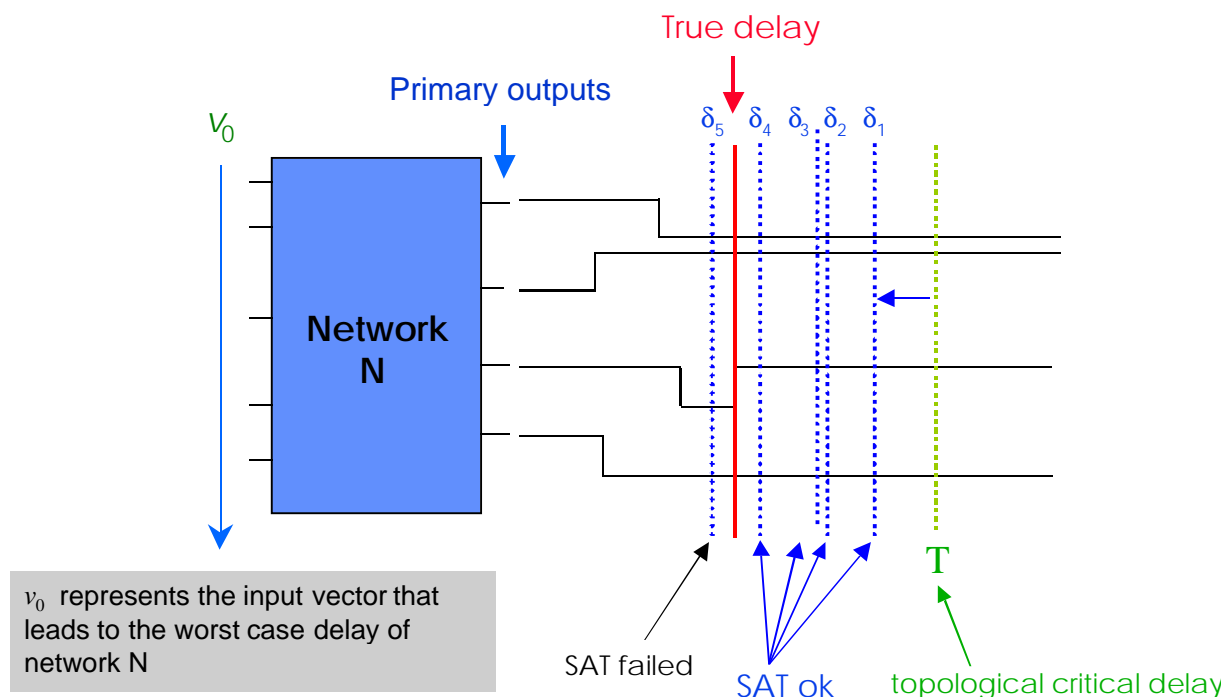 True delay
Primary outputs
V₀
δ₅ δ₄ δ₃ δ₂ δ₁
Network
N
T
v₀ represents the input vector that
leads to the worst case delay of
network N
SAT failed
SAT ok
topological critical delay